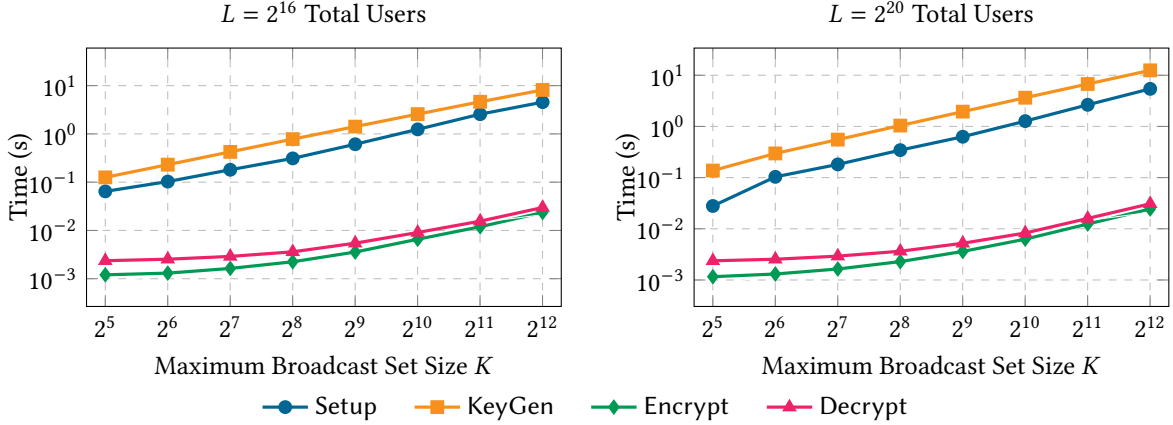 L = 2^16 Total Users
Time (s)
10^1
10^0
10^−1
10^−2
10^−3
2^5 2^6 2^7 2^8 2^9 2^10 2^11 2^12
Maximum Broadcast Set Size K
L = 2^20 Total Users
Time (s)
10^1
10^0
10^−1
10^−2
10^−3
2^5 2^6 2^7 2^8 2^9 2^10 2^11 2^12
Maximum Broadcast Set Size K
Setup KeyGen Encrypt Decrypt